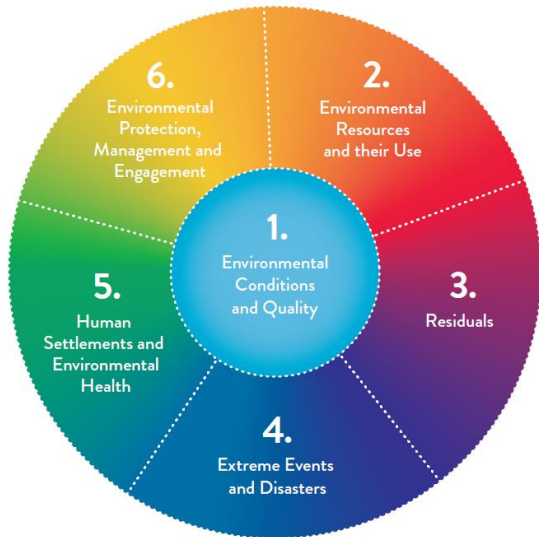 1.
Environmental
Conditions
and Quality
2.
Environmental
Resources
and their Use
3.
Residuals
4.
Extreme Events
and Disasters
5.
Human
Settlements and
Environmental
Health
6.
Environmental
Protection,
Management and
Engagement